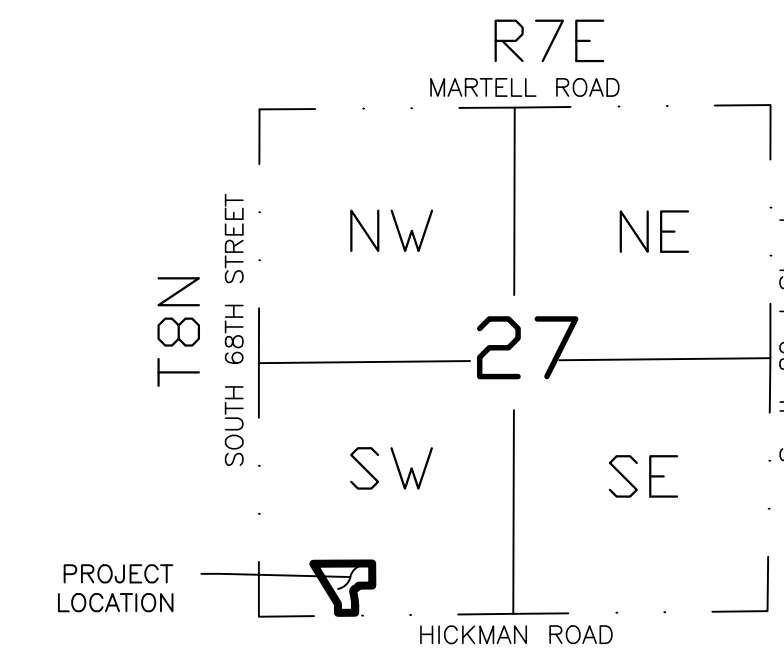 R7E
MARTELL ROAD
NW
NE
SOUTH 68TH STREET
T8N
27
SW
SE
PROJECT
LOCATION
HICKMAN ROAD